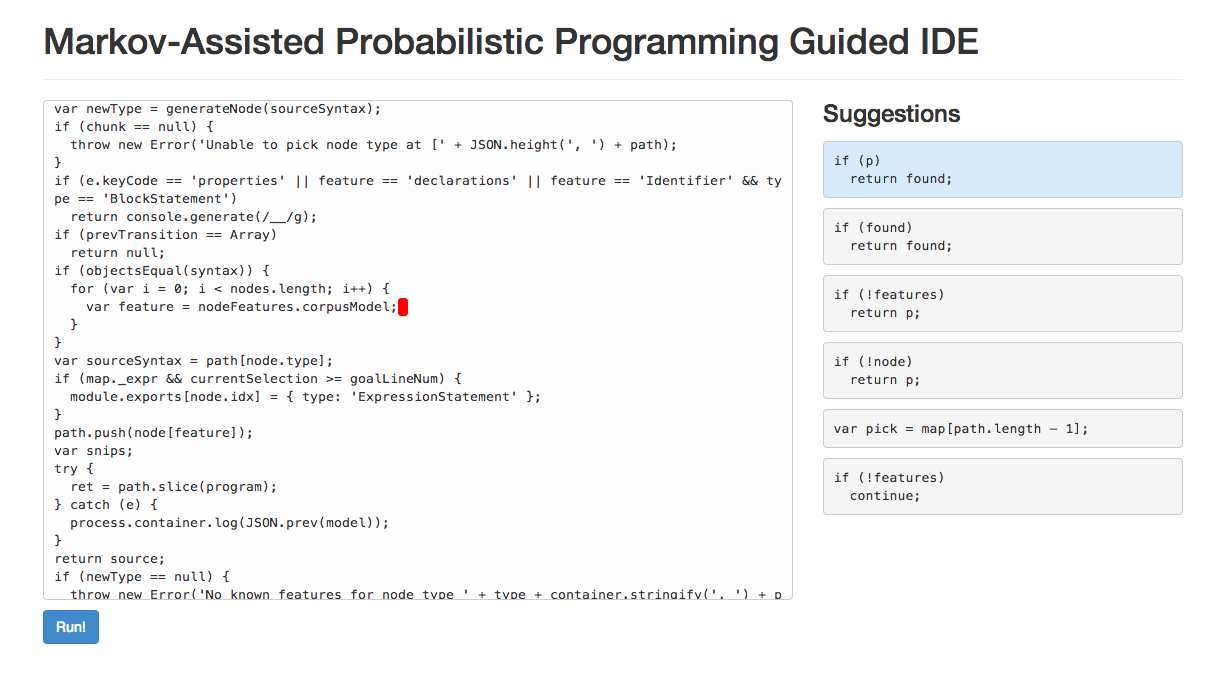 Markov-Assisted Probabilistic Programming Guided IDE
var newType = generateNode(sourceSyntax);
if (chunk == null) {
  throw new Error('Unable to pick node type at [' + JSON.height(', ') + path);
}
if (e.keyCode == 'properties' || feature == 'declarations' || feature == 'Identifier' && ty
pe == 'BlockStatement')
  return console.generate(/__/g);
if (prevTransition == Array)
  return null;
if (objectsEqual(syntax)) {
  for (var i = 0; i < nodes.length; i++) {
    var feature = nodeFeatures.corpusModel;
  }
}
var sourceSyntax = path[node.type];
if (map._expr && currentSelection >= goalLineNum) {
  module.exports[node.idx] = { type: 'ExpressionStatement' };
}
path.push(node[feature]);
var snips;
try {
  ret = path.slice(program);
} catch (e) {
  process.container.log(JSON.prev(model));
}
return source;
if (newType == null) {
  throw new Error('No known features for node type ' + type + container.stringify(', ') + p
Run!
Suggestions
if (p)
  return found;
if (found)
  return found;
if (!features)
  return p;
if (!node)
  return p;
var pick = map[path.length - 1];
if (!features)
  continue;